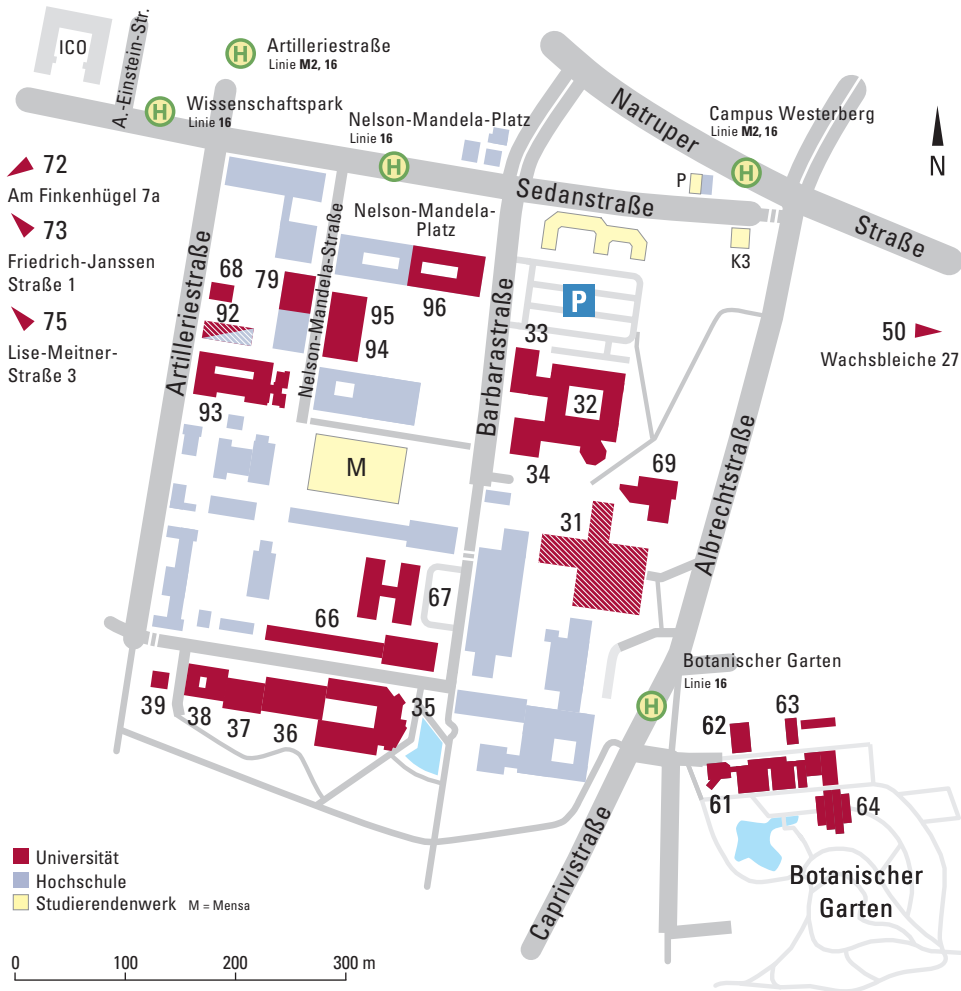 ICO
A.-Einstein-Str.
H
Artilleriestraße
Linie M2, 16
H
Wissenschaftspark
Linie 16
Nelson-Mandela-Platz
Linie 16
H
Natruper
Straße
Campus Westerberg
Linie M2, 16
H
N
72
Am Finkenhügel 7a
73
Friedrich-Janssen
Straße 1
75
Lise-Meitner-
Straße 3
Sedanstraße
P
K3
Nelson-Mandela-
Platz
Artilleriestraße
Nelson-Mandela-Straße
Barbarastraße
Albrechtstraße
P
50
Wachsbleiche 27
68
79
92
95
96
94
33
32
93
34
M
69
31
67
66
Botanischer Garten
Linie 16
H
39
38
37
36
35
62
63
61
64
Caprivistraße
Botanischer
Garten
Universität
Hochschule
Studierendenwerk M = Mensa
0 100 200 300 m